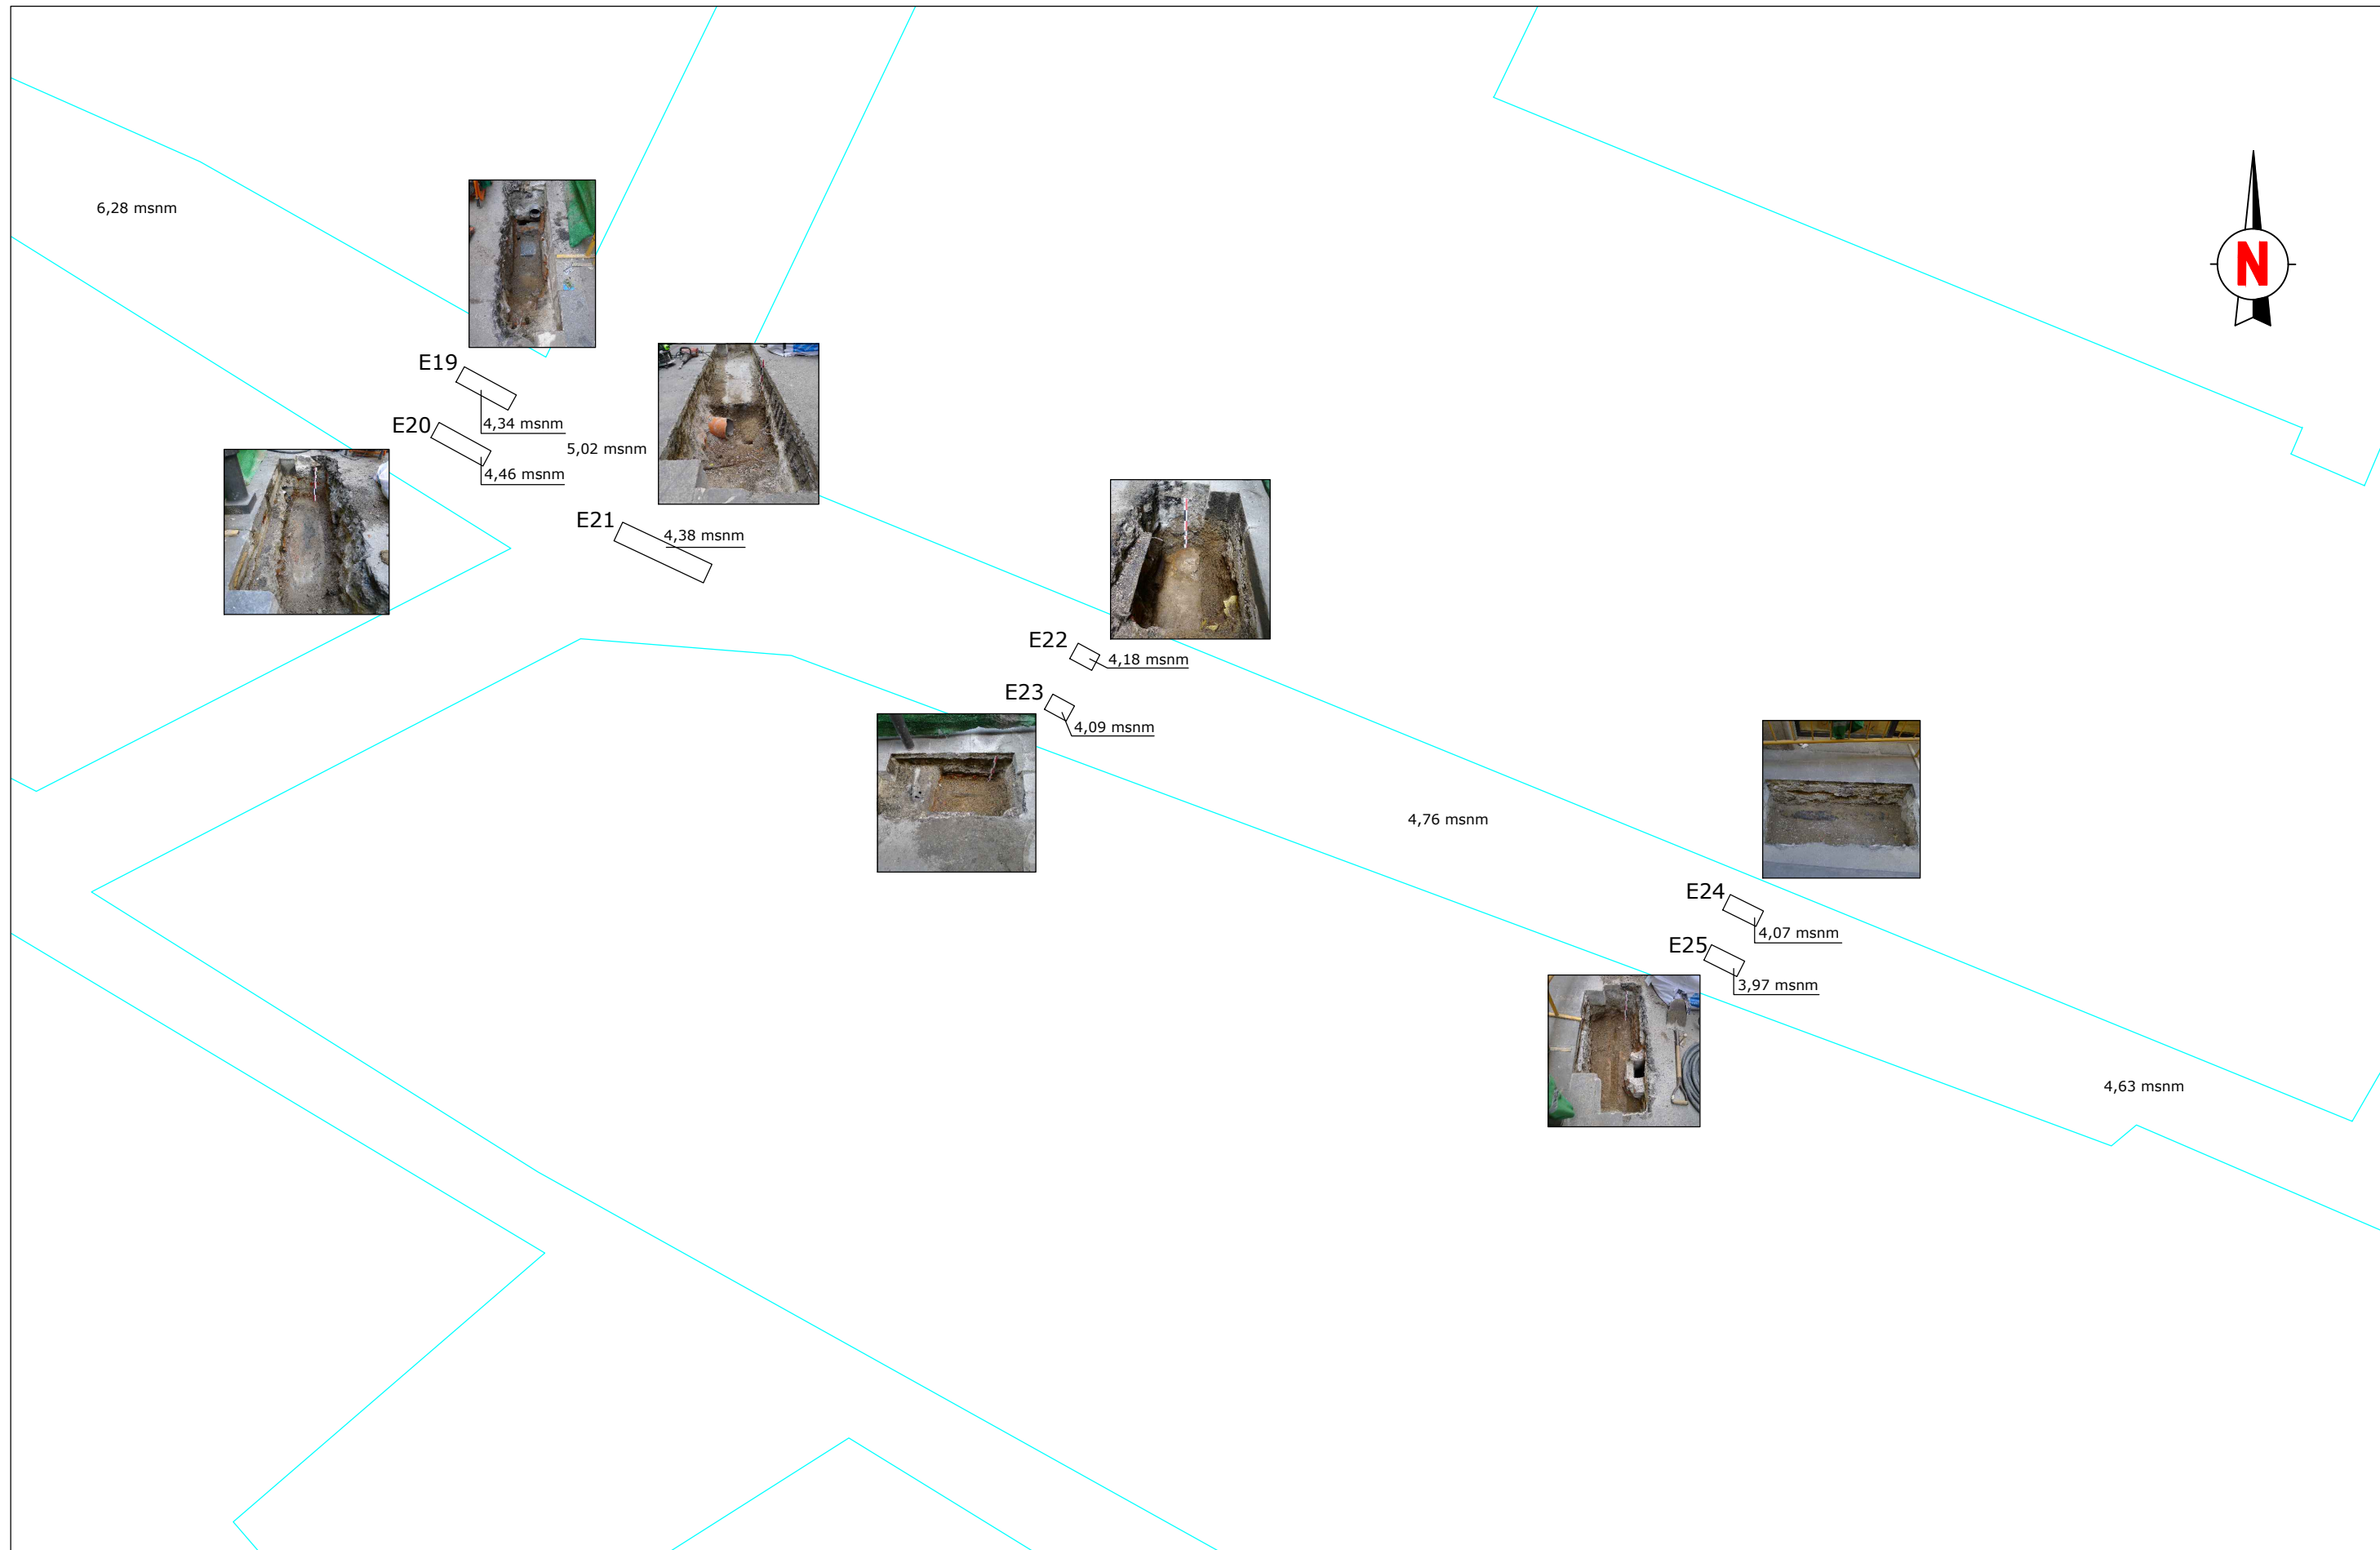 6,28 msnm
N
E19
4,34 msnm
E20
5,02 msnm
4,46 msnm
E21
4,38 msnm
E22
4,18 msnm
E23
4,09 msnm
4,76 msnm
E24
4,07 msnm
E25
3,97 msnm
4,63 msnm